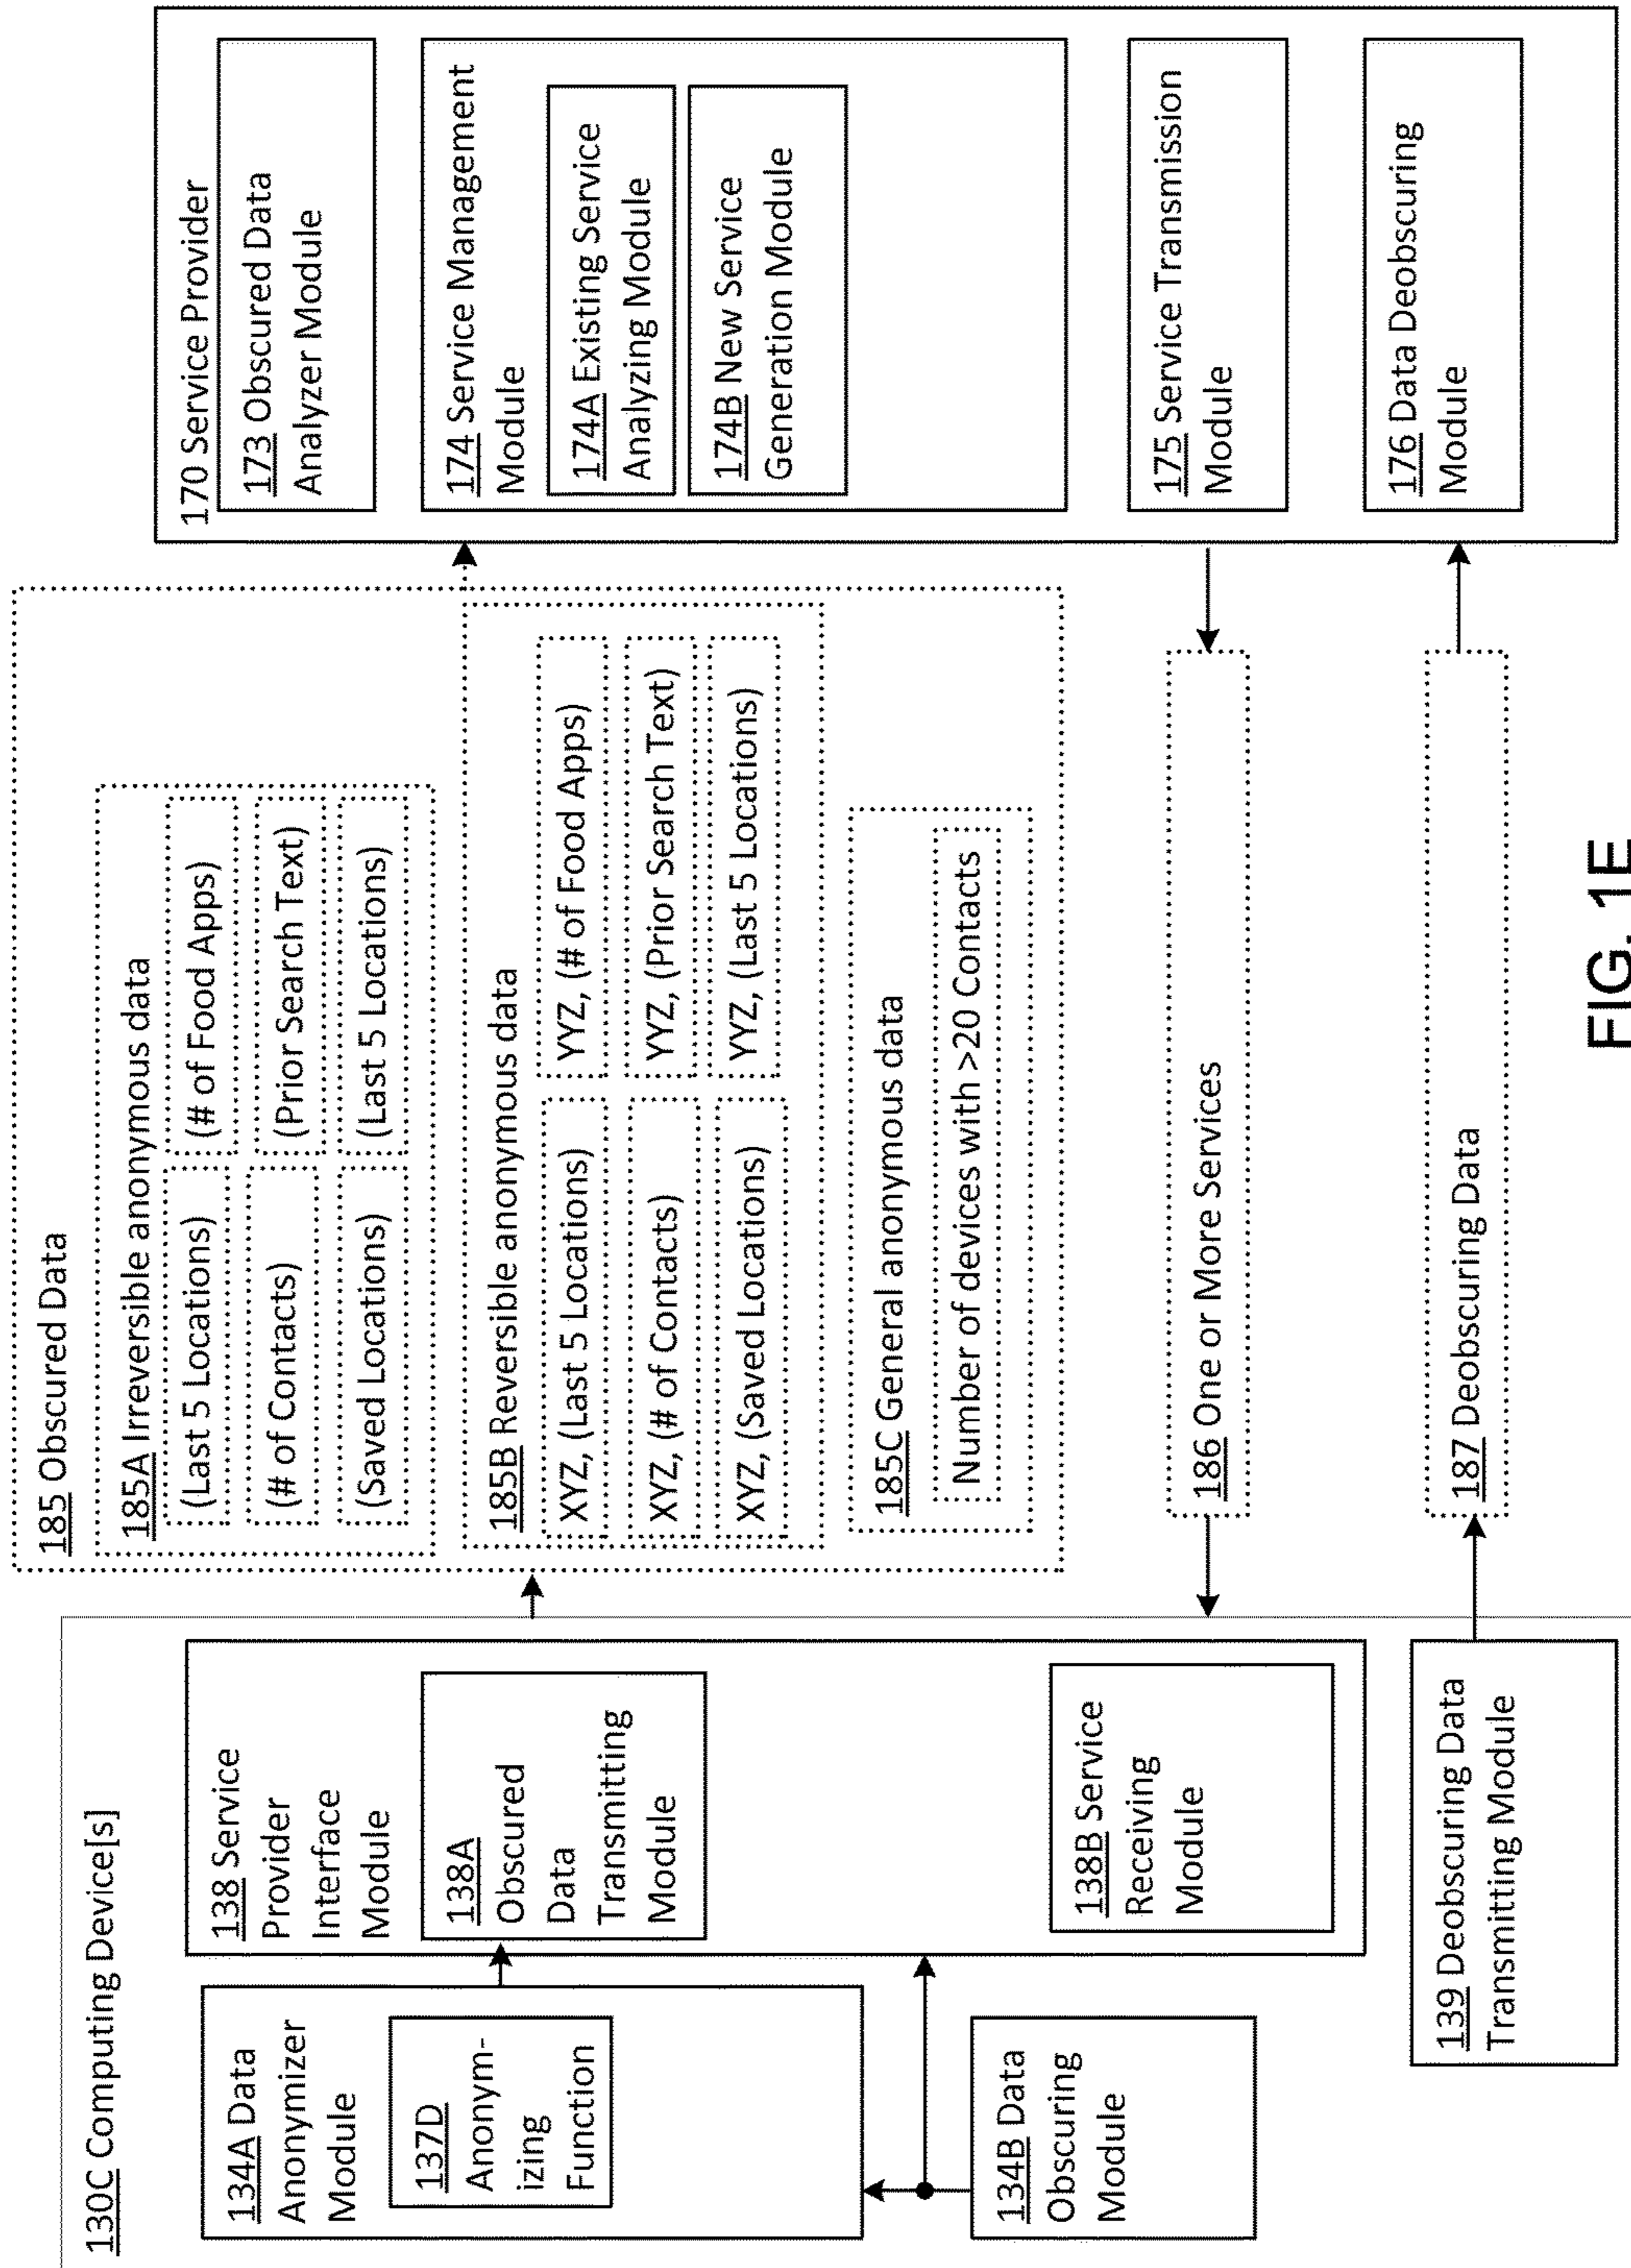 130C Computing Device[s]
134A Data
Anonymizer
Module
137D
Anonym-
izing
Function
134B Data
Obscuring
Module
138 Service
Provider
Interface
Module
138A
Obscured
Data
Transmitting
Module
138B Service
Receiving
Module
139 Deobscuring Data
Transmitting Module
185 Obscured Data
185A Irreversible anonymous data
(Last 5 Locations)
(# of Food Apps)
(# of Contacts)
(Prior Search Text)
(Saved Locations)
(Last 5 Locations)
185B Reversible anonymous data
XYZ, (Last 5 Locations)
YYZ, (# of Food Apps)
XYZ, (# of Contacts)
YYZ, (Prior Search Text)
XYZ, (Saved Locations)
YYZ, (Last 5 Locations)
185C General anonymous data
Number of devices with >20 Contacts
186 One or More Services
187 Deobscuring Data
170 Service Provider
173 Obscured Data
Analyzer Module
174 Service Management
Module
174A Existing Service
Analyzing Module
174B New Service
Generation Module
175 Service Transmission
Module
176 Data Deobscuring
Module
FIG. 1E